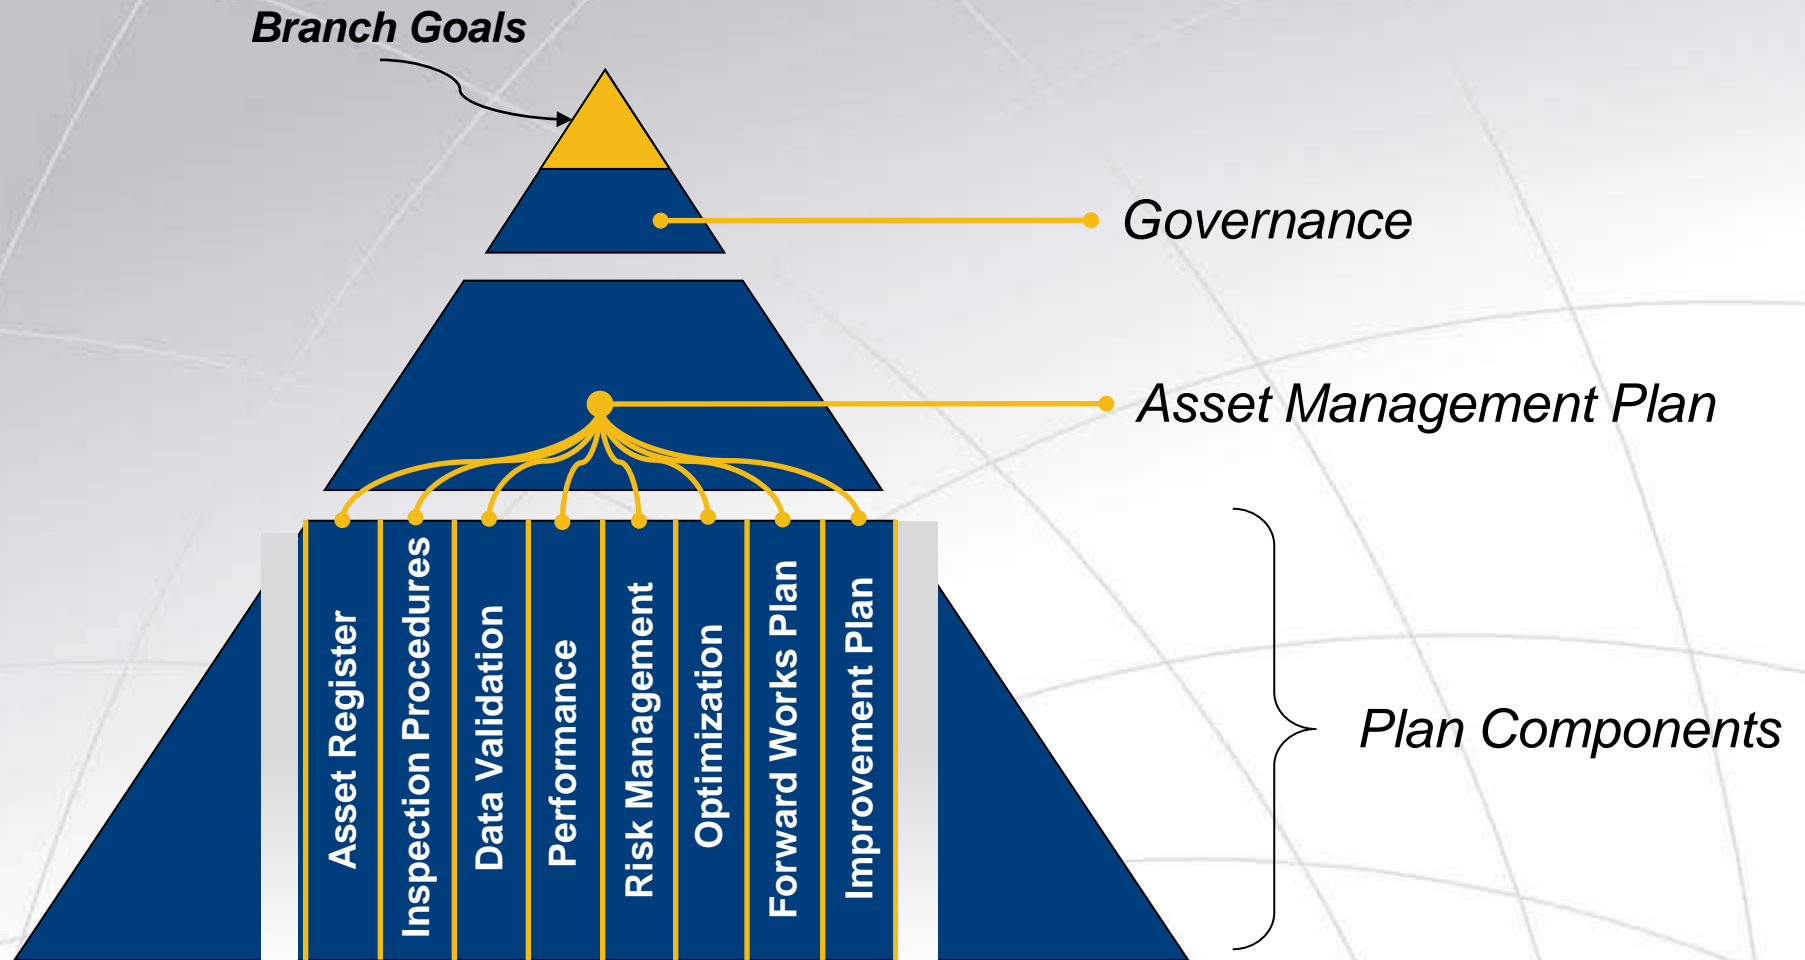 Branch Goals
Governance
Asset Management Plan
Asset Register
Inspection Procedures
Data Validation
Performance
Risk Management
Optimization
Forward Works Plan
Improvement Plan
Plan Components